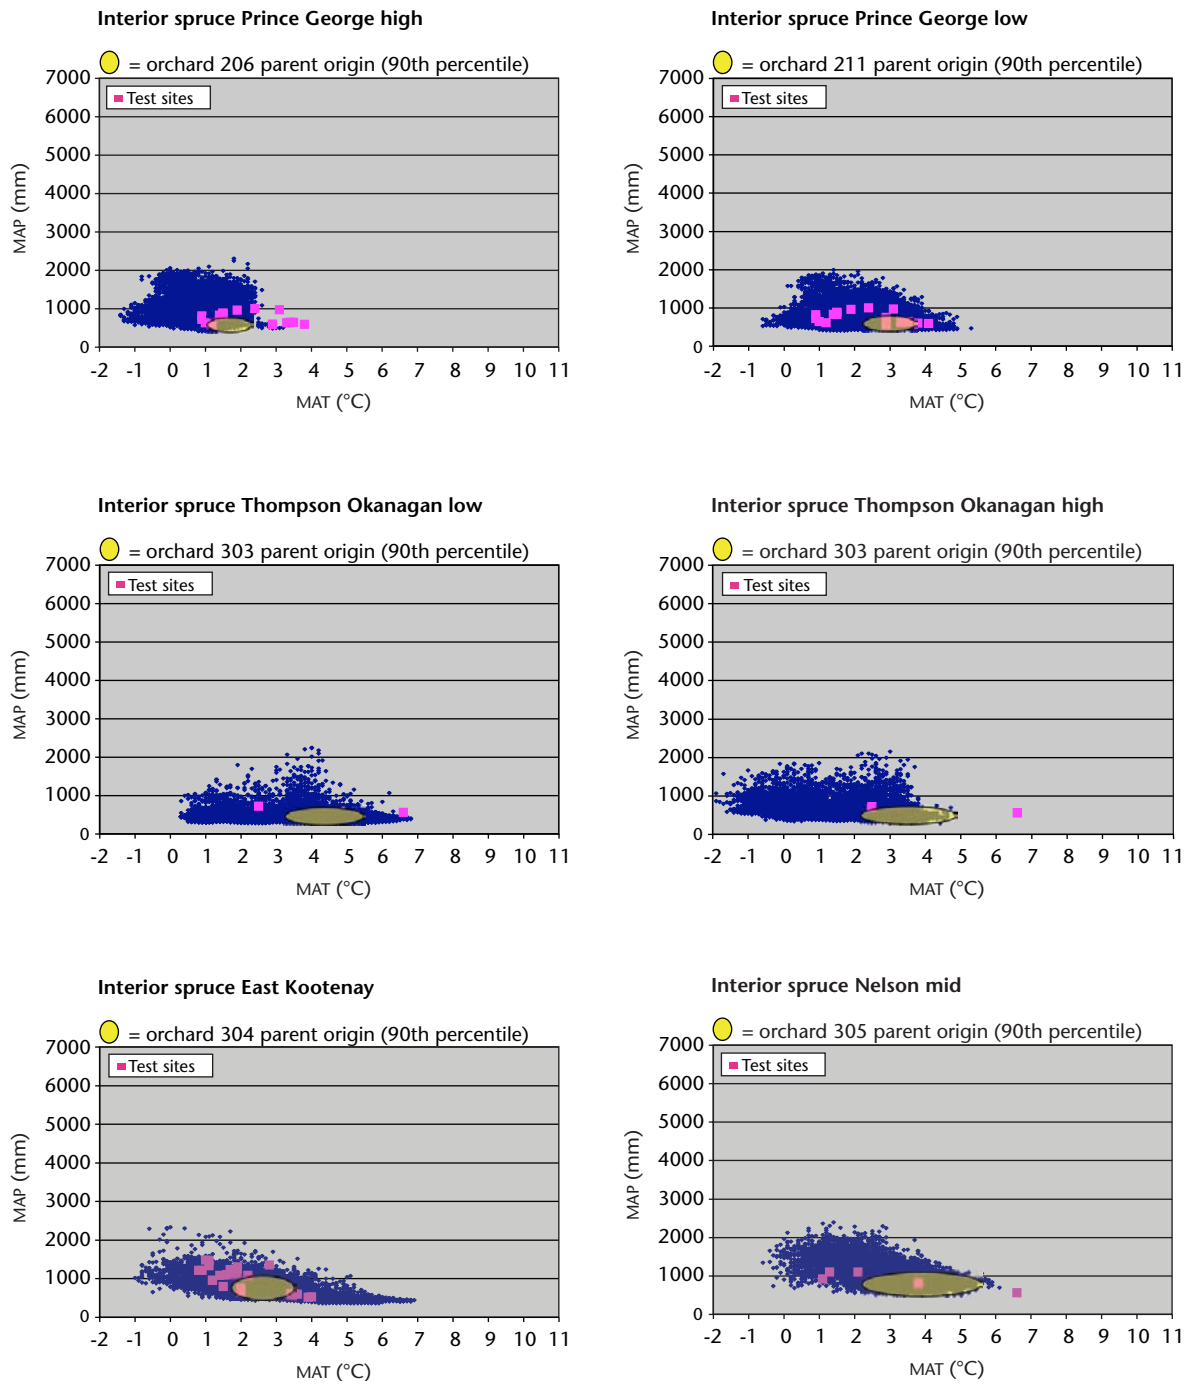 Interior spruce Prince George high
= orchard 206 parent origin (90th percentile)
Test sites
7000
6000
5000
4000
3000
2000
1000
0
MAP (mm)
-2 -1 0 1 2 3 4 5 6 7 8 9 10 11
MAT (°C)
Interior spruce Prince George low
= orchard 211 parent origin (90th percentile)
Test sites
7000
6000
5000
4000
3000
2000
1000
0
MAP (mm)
-2 -1 0 1 2 3 4 5 6 7 8 9 10 11
MAT (°C)
Interior spruce Thompson Okanagan low
= orchard 303 parent origin (90th percentile)
Test sites
7000
6000
5000
4000
3000
2000
1000
0
MAP (mm)
-2 -1 0 1 2 3 4 5 6 7 8 9 10 11
MAT (°C)
Interior spruce Thompson Okanagan high
= orchard 303 parent origin (90th percentile)
Test sites
7000
6000
5000
4000
3000
2000
1000
0
MAP (mm)
-2 -1 0 1 2 3 4 5 6 7 8 9 10 11
MAT (°C)
Interior spruce East Kootenay
= orchard 304 parent origin (90th percentile)
Test sites
7000
6000
5000
4000
3000
2000
1000
0
MAP (mm)
-2 -1 0 1 2 3 4 5 6 7 8 9 10 11
MAT (°C)
Interior spruce Nelson mid
= orchard 305 parent origin (90th percentile)
Test sites
7000
6000
5000
4000
3000
2000
1000
0
MAP (mm)
-2 -1 0 1 2 3 4 5 6 7 8 9 10 11
MAT (°C)